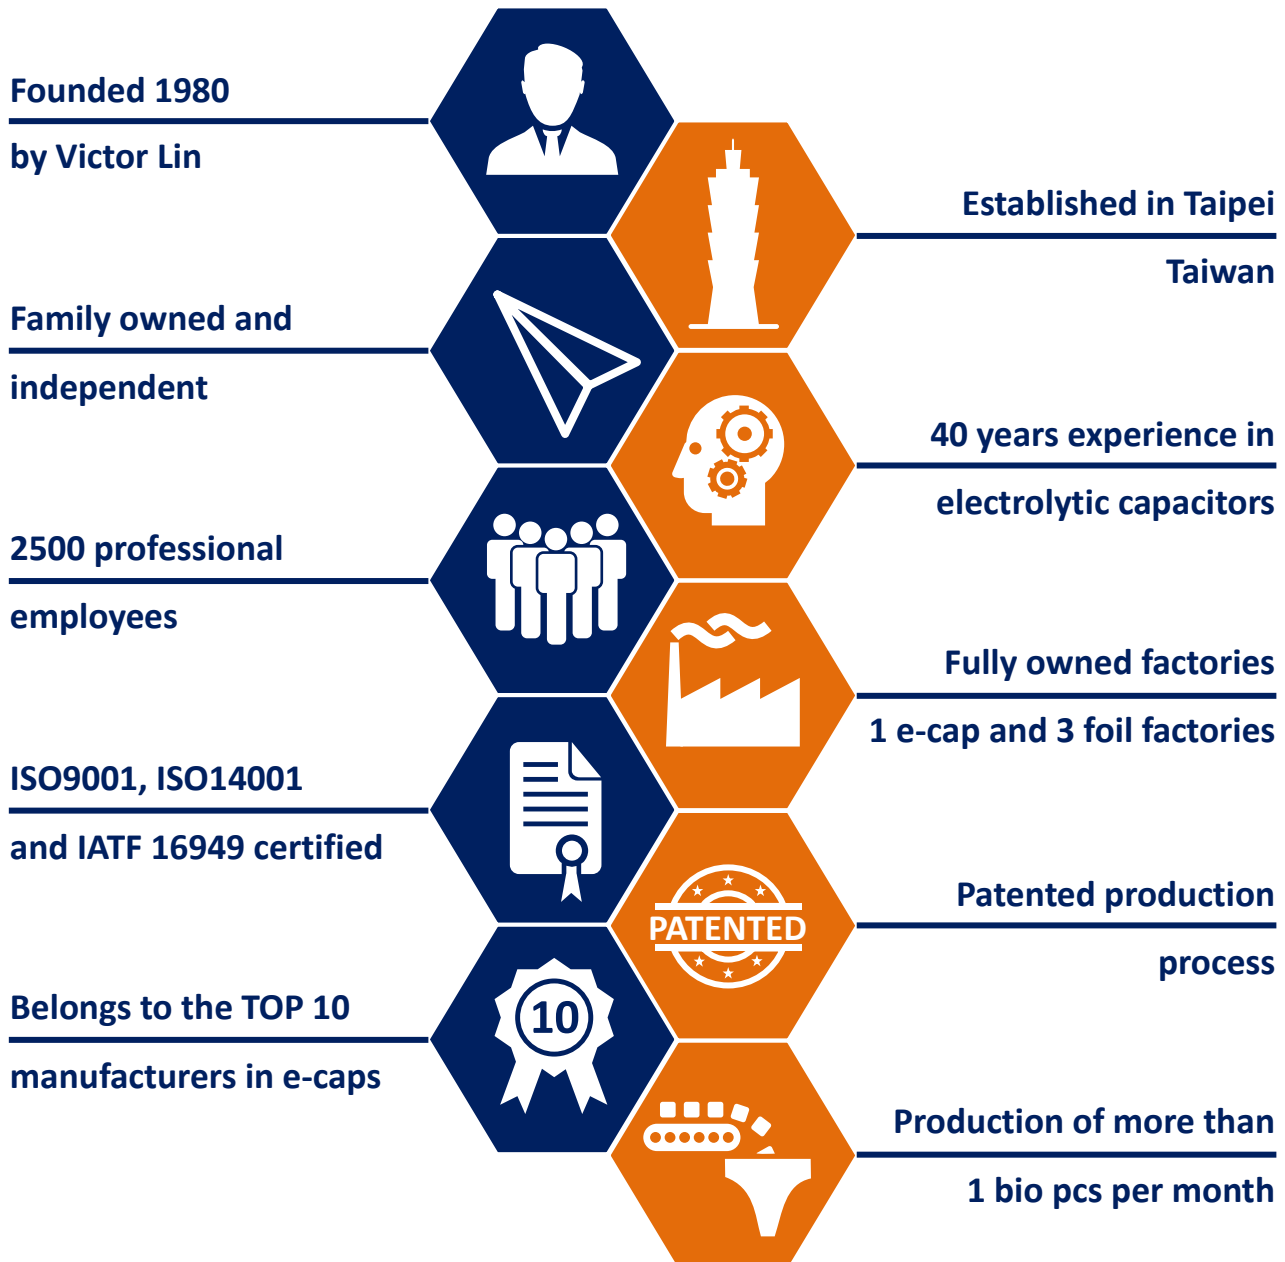 Founded 1980
by Victor Lin
Established in Taipei
Taiwan
Family owned and
independent
40 years experience in
electrolytic capacitors
2500 professional
employees
Fully owned factories
1 e-cap and 3 foil factories
ISO9001, ISO14001
and IATF 16949 certified
PATENTED
Patented production
process
Belongs to the TOP 10
manufacturers in e-caps
10
Production of more than
1 bio pcs per month